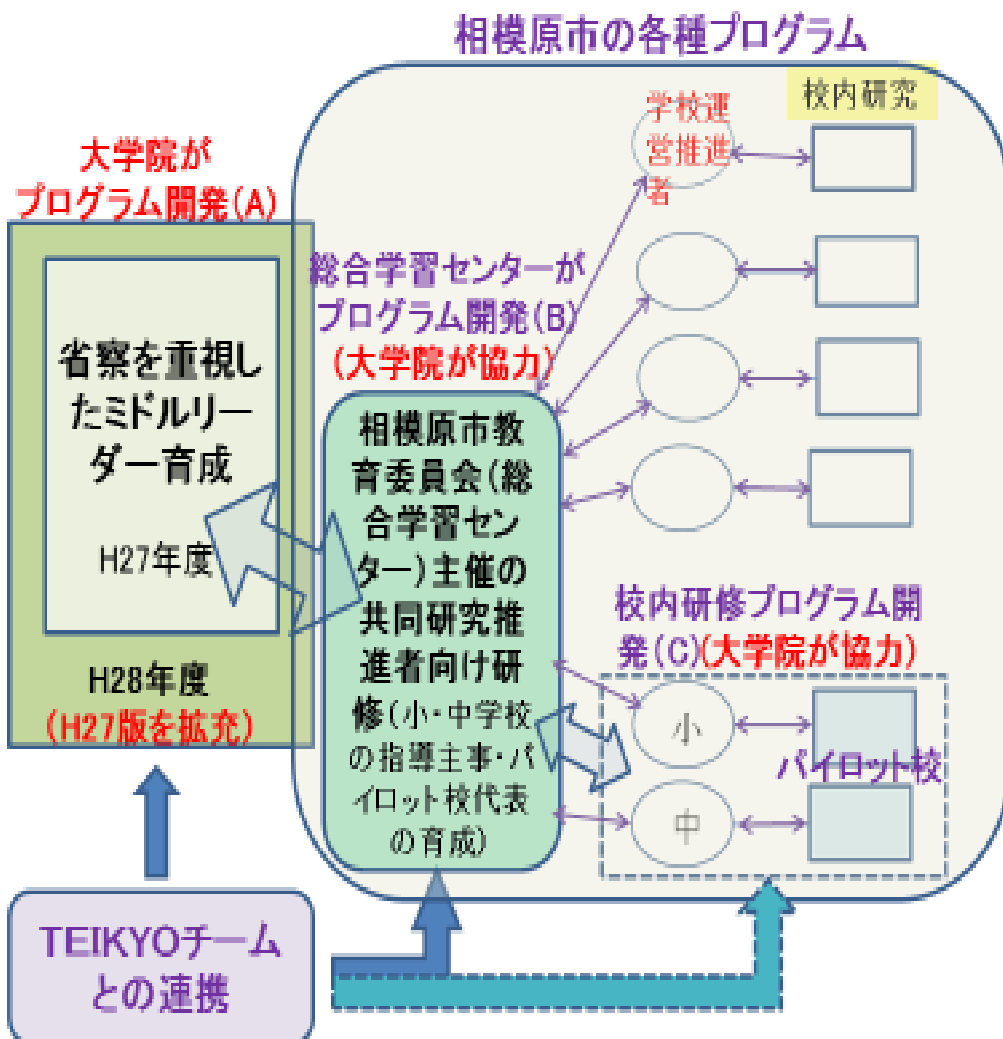 相模原市の各種プログラム
校内研究
学校運
営推進
者
大学院が
プログラム開発(A)
総合学習センターが
プログラム開発(B)
(大学院が協力)
省察を重視し
たミドルリー
ダー育成
H27年度
H28年度
(H27版を拡充)
相模原市教
育委員会(総
合学習セン
ター)主催の
共同研究推
進者向け研
修(小・中学校
の指導主事・パ
イロット校代表
の育成)
校内研修プログラム開
発(C)(大学院が協力)
小
パイロット校
中
TEIKYOチーム
との連携